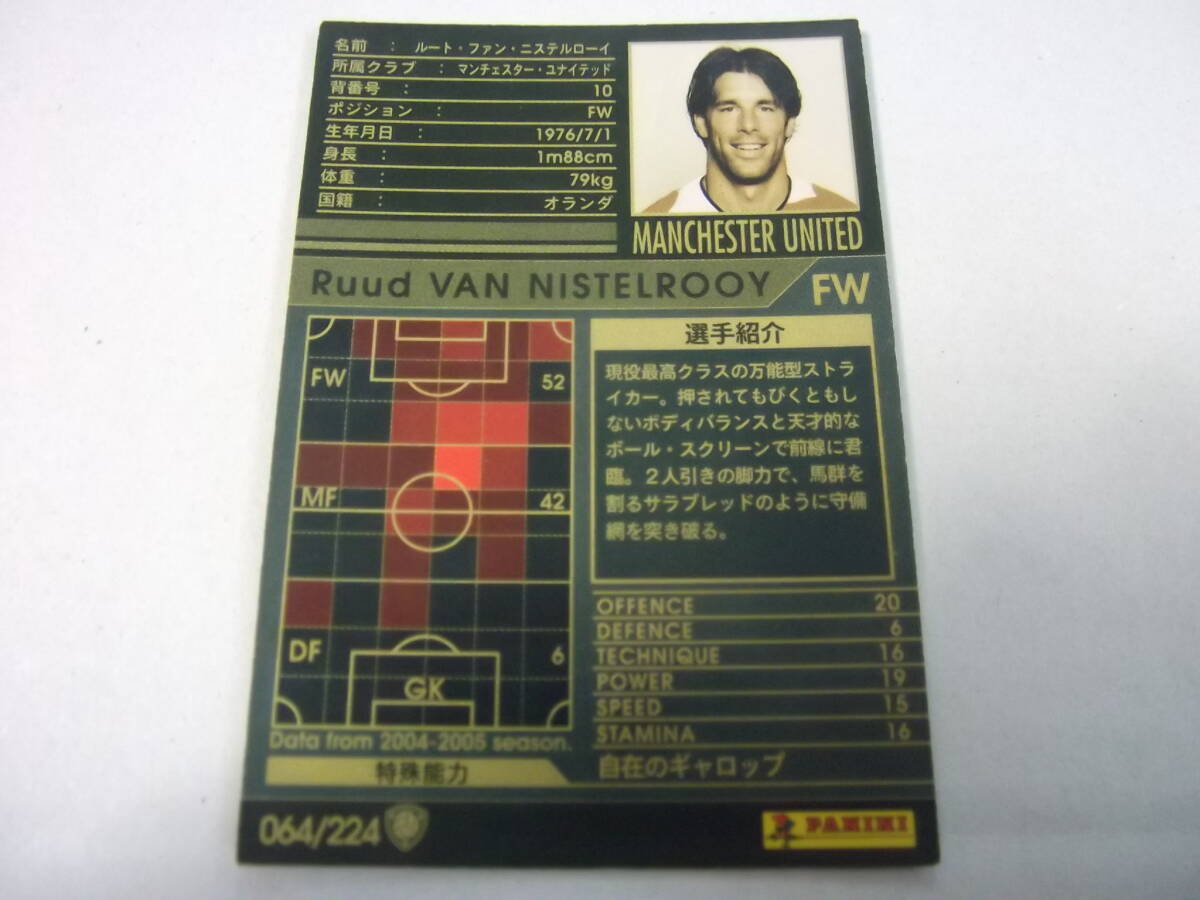 名前 : ルート・ファン・ニステルローイ
所属クラブ : マンチェスター・ユナイテッド
背番号 : 10
ポジション : FW
生年月日 : 1976/7/1
身長 : 1m88cm
体重 : 79kg
国籍 : オランダ
MANCHESTER UNITED
Ruud VAN NISTELROOY
FW
FW 52
MF 42
DF 6
GK
Data from 2004-2005 season.
選手紹介
現役最高クラスの万能型ストラ
イカー。押されてもびくともし
ないボディバランスと天才的な
ボール・スクリーンで前線に君
臨。2人引きの脚力で、馬群を
割るサラブレッドのように守備
網を突き破る。
OFFENCE 20
DEFENCE 6
TECHNIQUE 16
POWER 19
SPEED 15
STAMINA 16
特殊能力 自在のギャロップ
064/224
PANINI